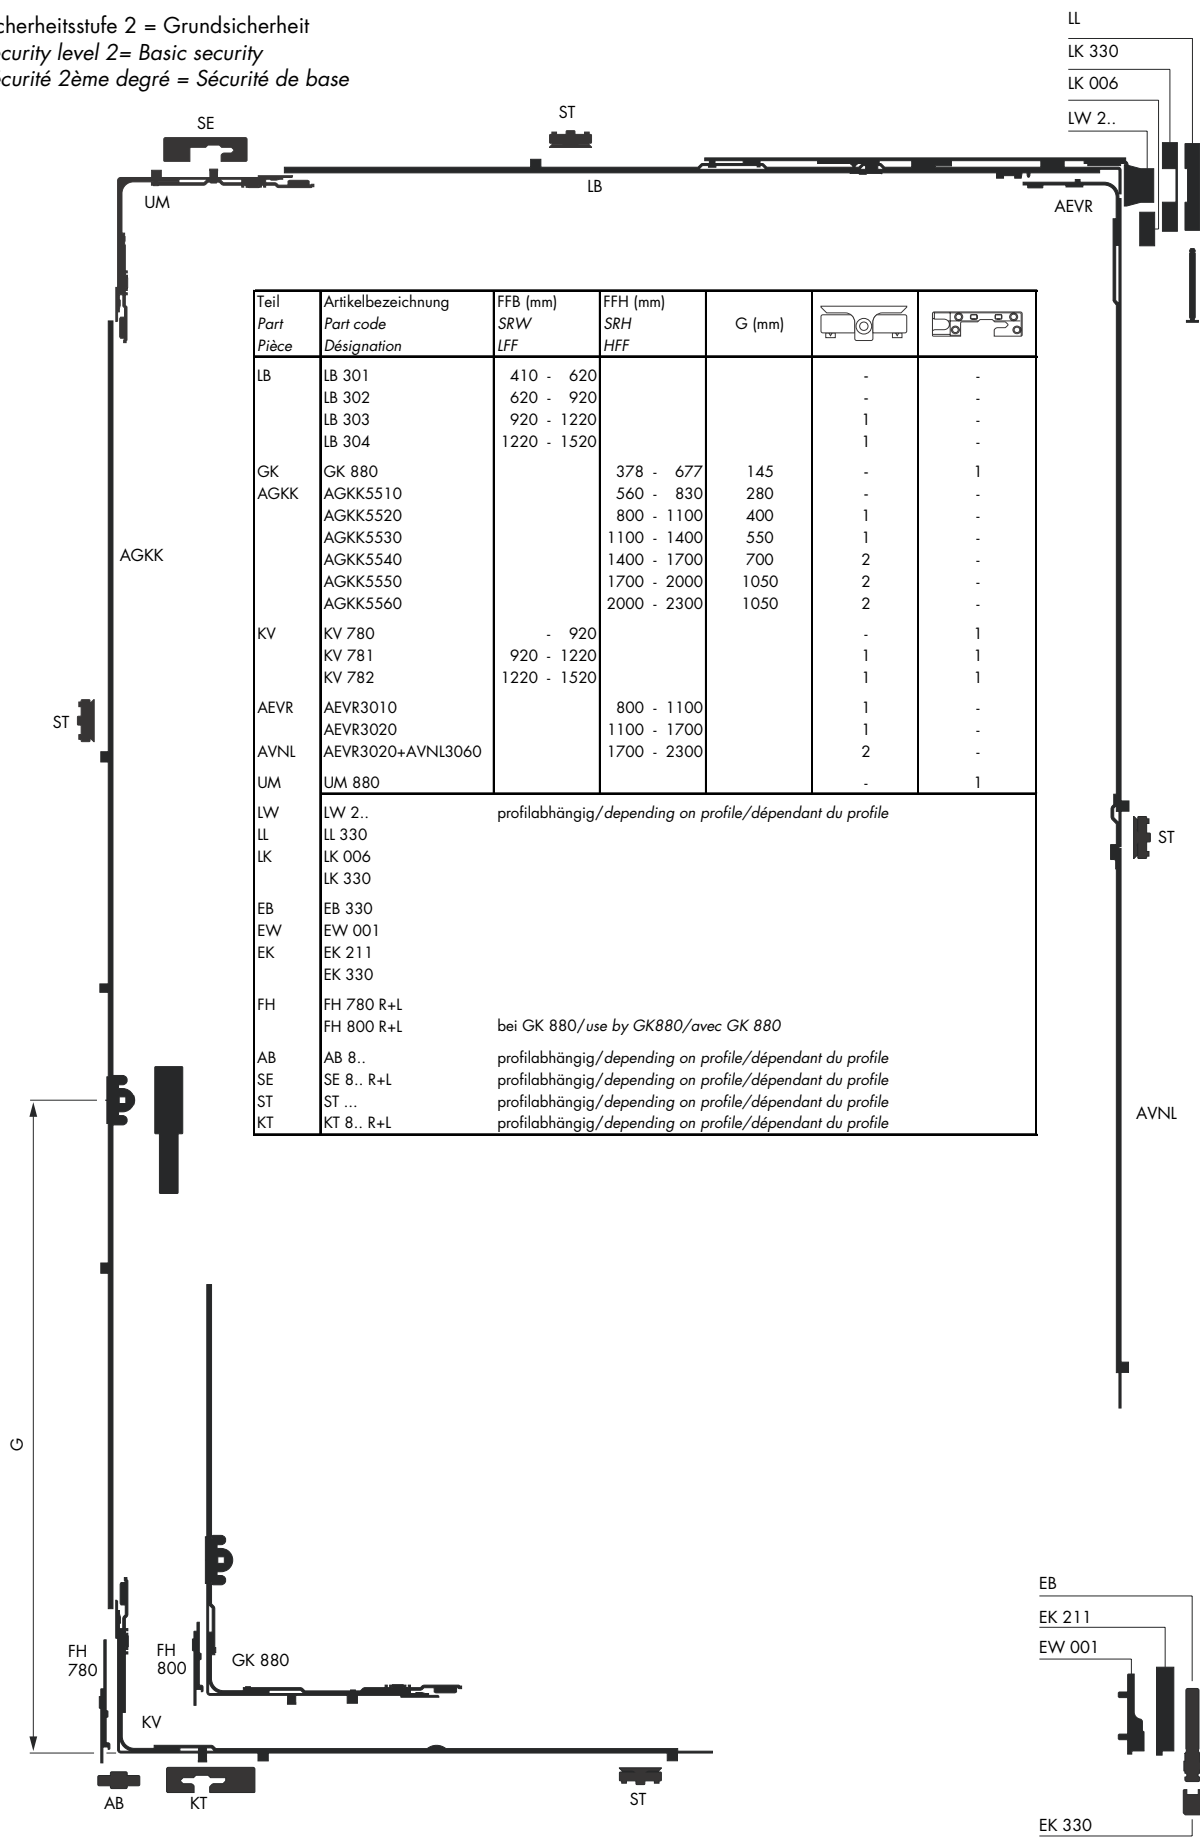 cherheitsstufe 2 = Grundsicherheit
curity level 2= Basic security
curité 2ème degré = Sécurité de base
LL
LK 330
LK 006
LW 2..
SE
ST
UM
LB
AEVR
Teil Artikelbezeichnung FFB (mm) FFH (mm)
Part Part code SRW SRH G (mm)
Pièce Désignation LFF HFF
LB LB 301 410 - 620 - -
LB 302 620 - 920 - -
LB 303 920 - 1220 1 -
LB 304 1220 - 1520 1 -
GK GK 880 378 - 677 145 - 1
AGKK AGKK5510 560 - 830 280 - -
AGKK5520 800 - 1100 400 1 -
AGKK5530 1100 - 1400 550 1 -
AGKK5540 1400 - 1700 700 2 -
AGKK5550 1700 - 2000 1050 2 -
AGKK5560 2000 - 2300 1050 2 -
KV KV 780 - 920 - 1
KV 781 920 - 1220 1 1
KV 782 1220 - 1520 1 1
AEVR AEVR3010 800 - 1100 1 -
AEVR3020 1100 - 1700 1 -
AVNL AEVR3020+AVNL3060 1700 - 2300 2 -
UM UM 880 - 1
LW LW 2.. profilabhängig/depending on profile/dépendant du profile
LL LL 330
LK LK 006
LK 330
EB EB 330
EW EW 001
EK EK 211
EK 330
FH FH 780 R+L
FH 800 R+L bei GK 880/use by GK880/avec GK 880
AB AB 8.. profilabhängig/depending on profile/dépendant du profile
SE SE 8.. R+L profilabhängig/depending on profile/dépendant du profile
ST ST ... profilabhängig/depending on profile/dépendant du profile
KT KT 8.. R+L profilabhängig/depending on profile/dépendant du profile
AGKK
ST
ST
AVNL
G
FH
780
FH
800
GK 880
KV
AB
KT
ST
EB
EK 211
EW 001
EK 330